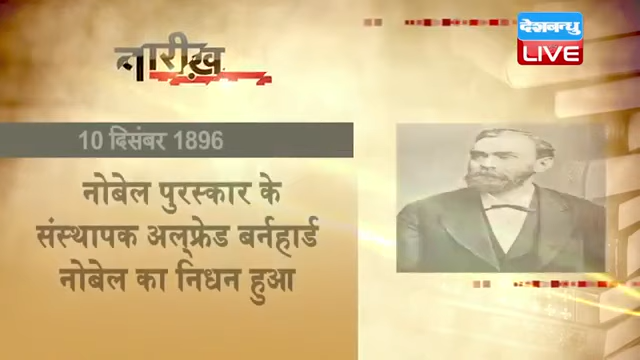 देशबन्धु
LIVE
तारीख़
10 दिसंबर 1896
नोबेल पुरस्कार के
संस्थापक अल्फ्रेड बर्नहार्ड
नोबेल का निधन हुआ